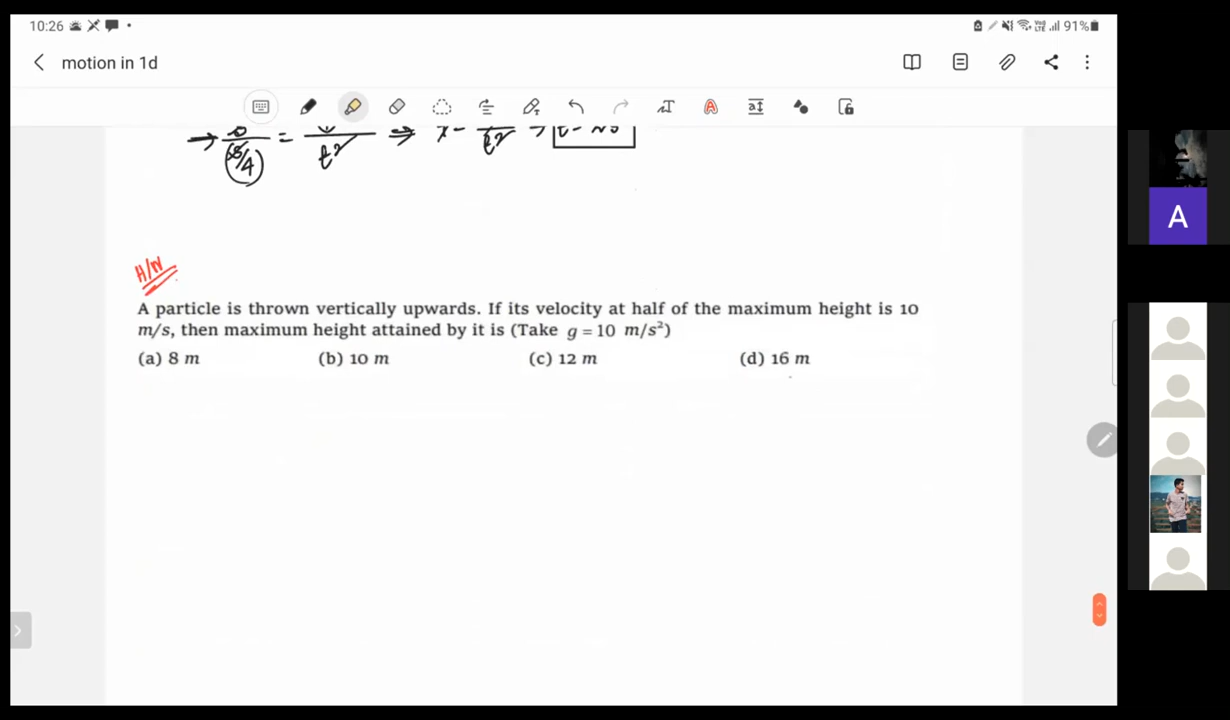 10:26
91%
motion in 1d
H/W
A particle is thrown vertically upwards. If its velocity at half of the maximum height is 10
m/s, then maximum height attained by it is (Take g = 10 m/s²)
(a) 8 m (b) 10 m (c) 12 m (d) 16 m
A